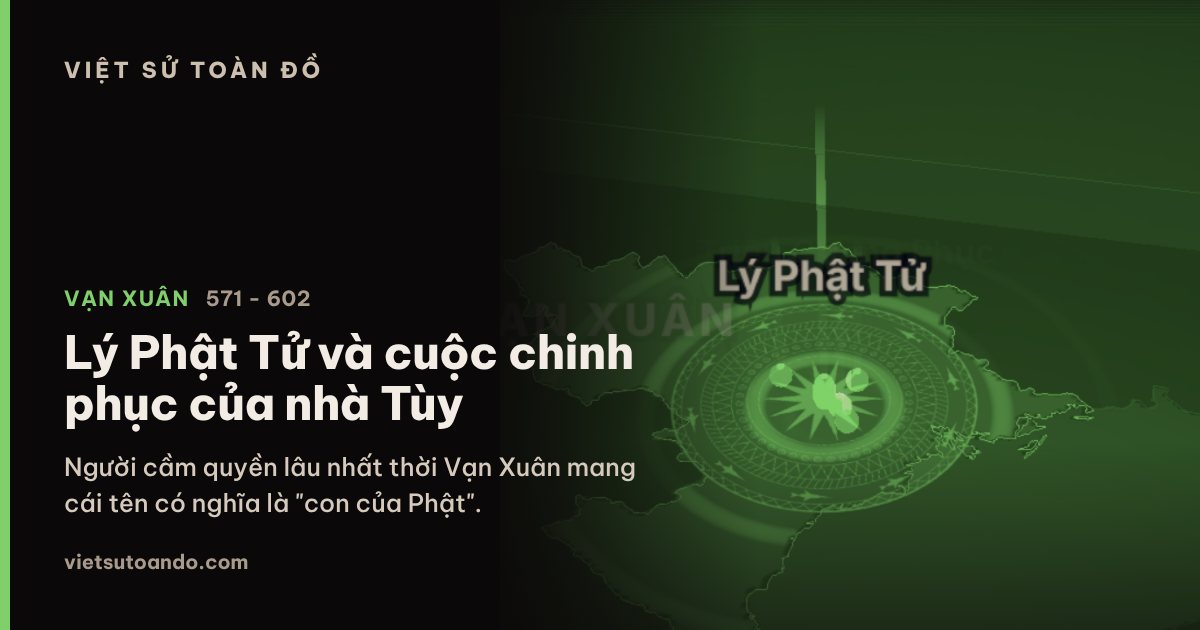 VIỆT SỬ TOÀN ĐỒ
VẠN XUÂN 571 - 602
Lý Phật Tử và cuộc chinh
phục của nhà Tùy
Người cầm quyền lâu nhất thời Vạn Xuân mang
cái tên có nghĩa là "con của Phật".
vietsutoando.com
Lý Phật Tử
VẠN XUÂN